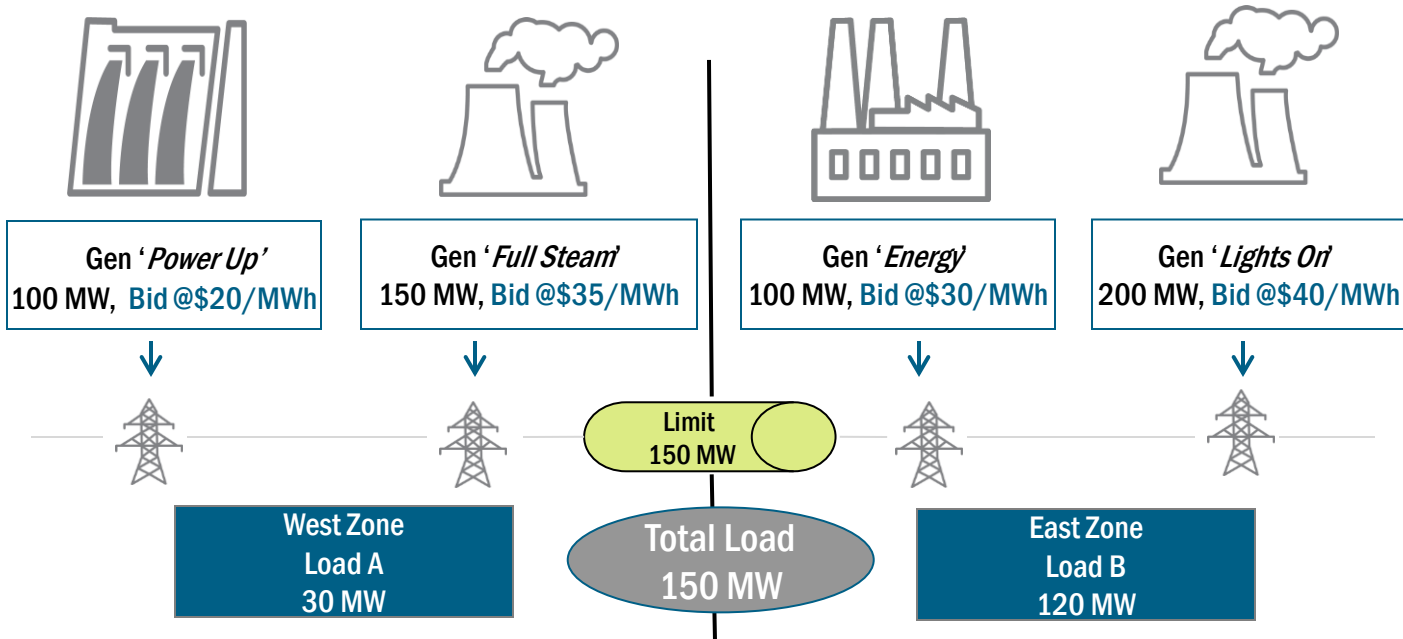 Gen ‘Power Up’
100 MW, Bid @$20/MWh
Gen ‘Full Steam’
150 MW, Bid @$35/MWh
Gen ‘Energy’
100 MW, Bid @$30/MWh
Gen ‘Lights On’
200 MW, Bid @$40/MWh
Limit
150 MW
West Zone
Load A
30 MW
Total Load
150 MW
East Zone
Load B
120 MW